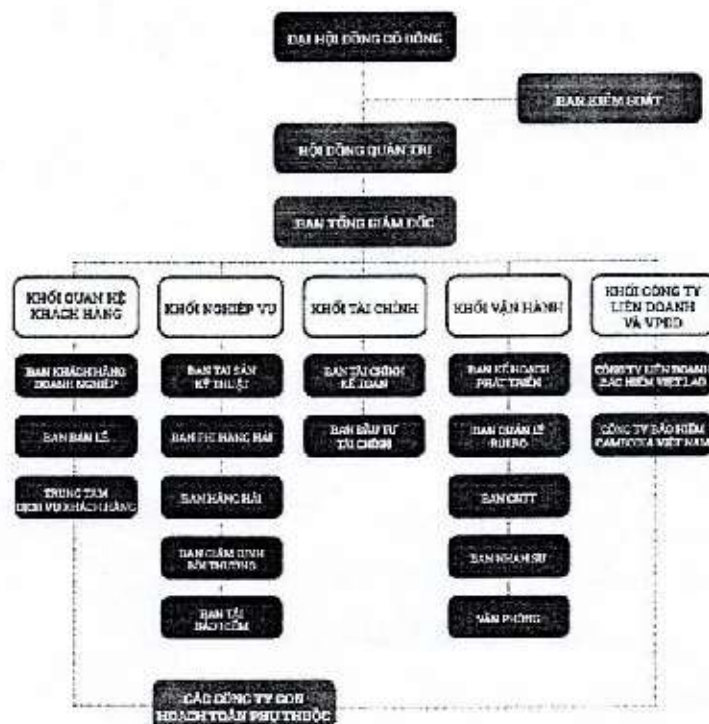 ĐẠI HỘI ĐỒNG CỔ ĐÔNG
BAN KIỂM SOÁT
HỘI ĐỒNG QUẢN TRỊ
BAN TỔNG GIÁM ĐỐC
KHỐI QUAN HỆ
KHÁCH HÀNG
KHỐI NGHIỆP VỤ
KHỐI TÀI CHÍNH
KHỐI VẬN HÀNH
KHỐI CÔNG TY
LIÊN DOANH
VÀ VPĐD
BAN KHÁCH HÀNG
DOANH NGHIỆP
BAN TÀI SẢN
KỸ THUẬT
BAN TÀI CHÍNH
KẾ TOÁN
BAN KẾ HOẠCH
PHÁT TRIỂN
CÔNG TY LIÊN DOANH
BẢO HIỂM VIỆT LÀO
BAN BÁN LẺ
BAN PHI HÀNG HẢI
BAN ĐẦU TƯ
TÀI CHÍNH
BAN QUẢN LÝ
RỦI RO
CÔNG TY BẢO HIỂM
CAMBODIA VIỆT NAM
TRUNG TÂM
DỊCH VỤ KHÁCH HÀNG
BAN HÀNG HẢI
BAN CNTT
BAN GIÁM ĐỊNH
BỒI THƯỜNG
BAN NHÂN SỰ
BAN TÁI
BẢO HIỂM
VĂN PHÒNG
CÁC CÔNG TY CON
HOẠCH TOÁN PHỤ THUỘC